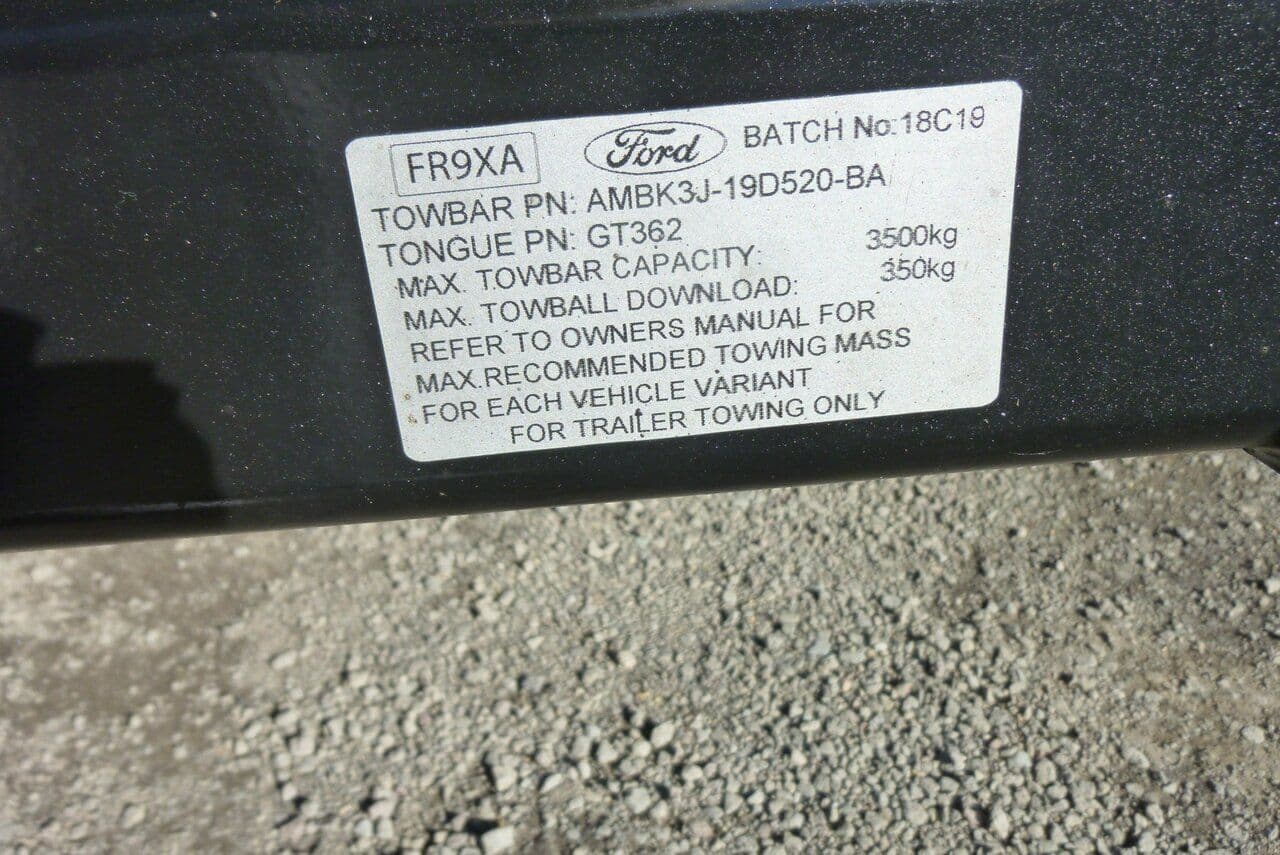 FR9XA Ford BATCH No:18C19
TOWBAR PN: AMBK3J-19D520-BA
TONGUE PN: GT362
MAX. TOWBAR CAPACITY: 3500kg
MAX. TOWBALL DOWNLOAD: 350kg
REFER TO OWNERS MANUAL FOR
MAX.RECOMMENDED TOWING MASS
FOR EACH VEHICLE VARIANT
FOR TRAILER TOWING ONLY